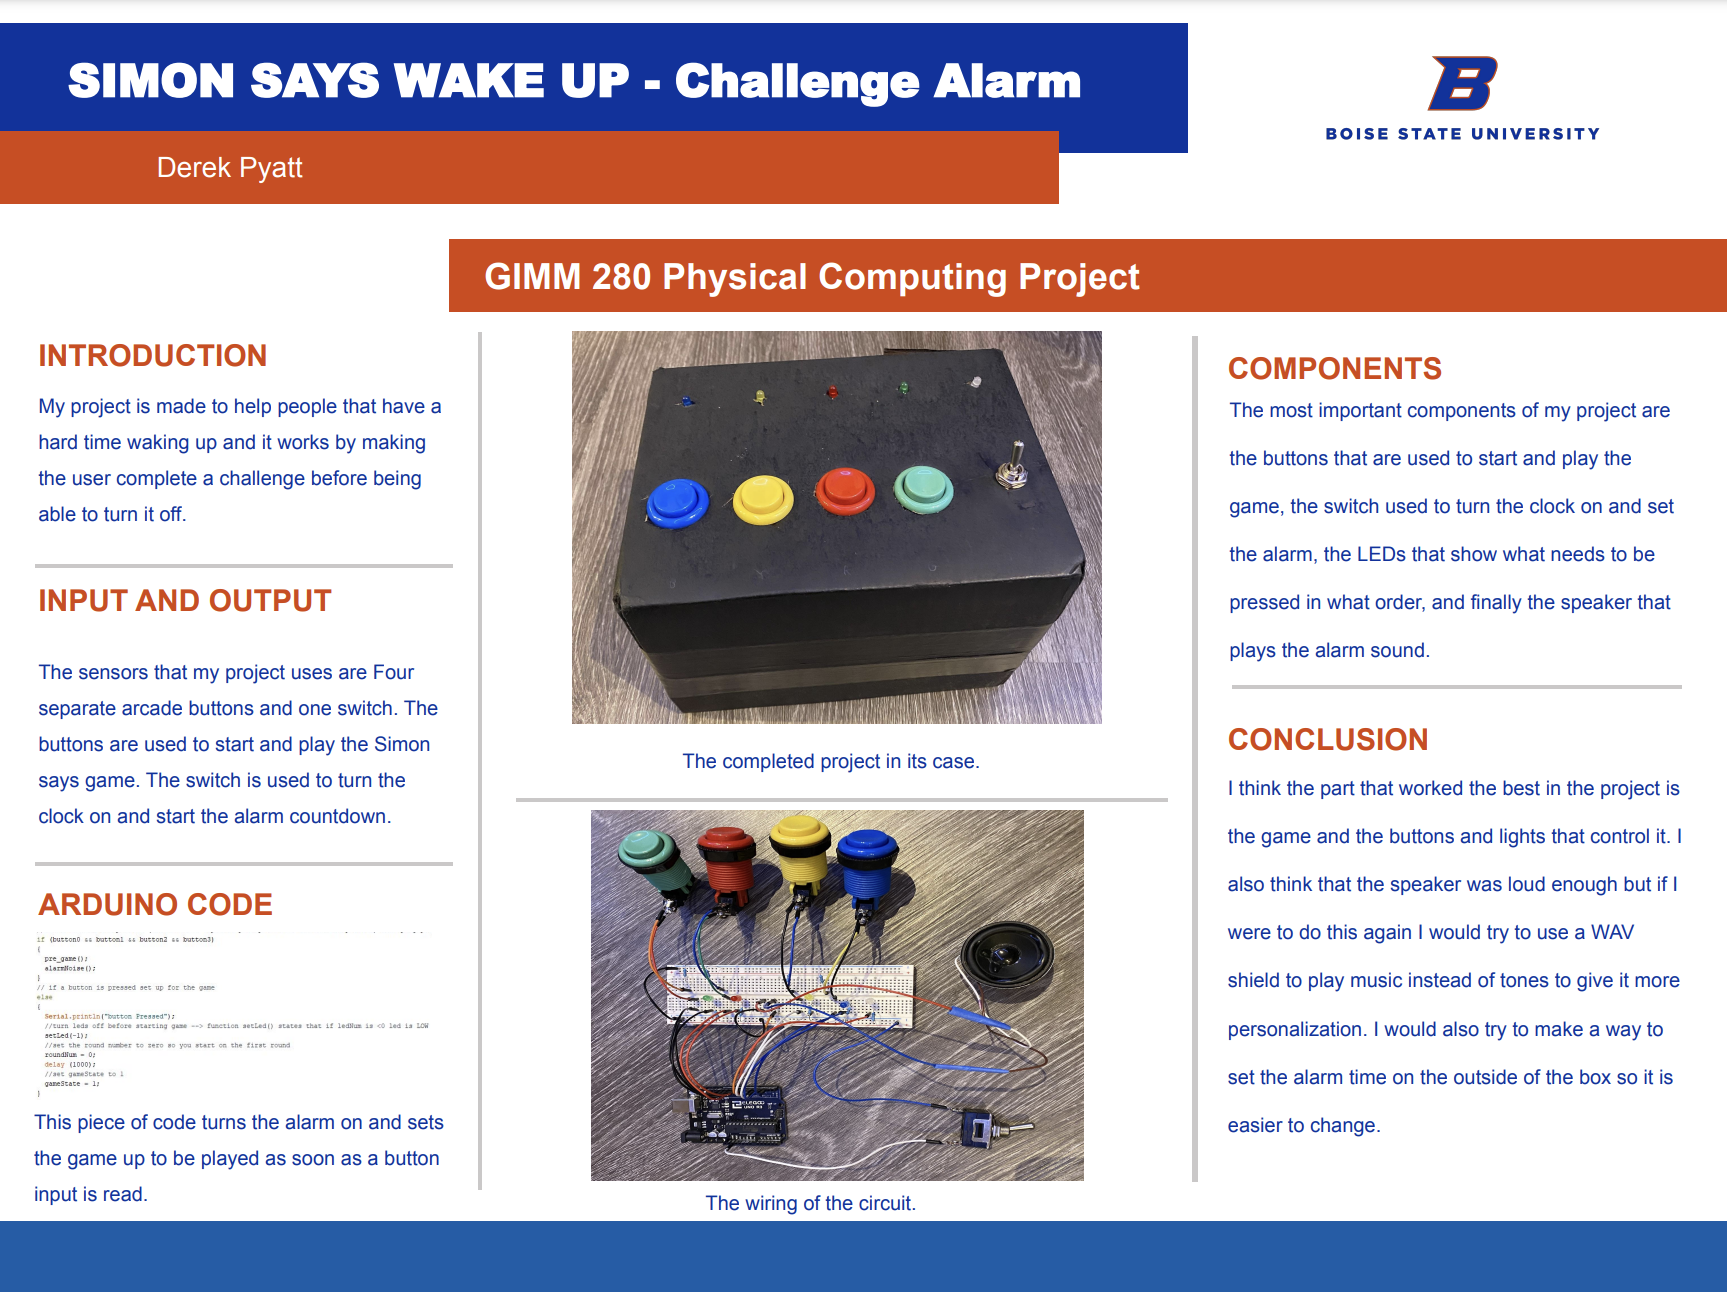 SIMON SAYS WAKE UP - Challenge Alarm
Derek Pyatt
BOISE STATE UNIVERSITY
GIMM 280 Physical Computing Project
INTRODUCTION
My project is made to help people that have a
hard time waking up and it works by making
the user complete a challenge before being
able to turn it off.
INPUT AND OUTPUT
The sensors that my project uses are Four
separate arcade buttons and one switch. The
buttons are used to start and play the Simon
says game. The switch is used to turn the
clock on and start the alarm countdown.
ARDUINO CODE
if (button0 && button1 && button2 && button3)
{
pre_game();
alarmNoise();
}
// if a button is pressed set up for the game
else
{
Serial.println("button Pressed");
//turn leds off before starting game --> function setLed() states that if ledNum is <0 led is LOW
setLed(-1);
//set the round number to zero so you start on the first round
roundNum = 0;
delay (1000);
//set gameState to 1
gameState = 1;
}
This piece of code turns the alarm on and sets
the game up to be played as soon as a button
input is read.
The completed project in its case.
ELEGOO
UNO R3
The wiring of the circuit.
COMPONENTS
The most important components of my project are
the buttons that are used to start and play the
game, the switch used to turn the clock on and set
the alarm, the LEDs that show what needs to be
pressed in what order, and finally the speaker that
plays the alarm sound.
CONCLUSION
I think the part that worked the best in the project is
the game and the buttons and lights that control it. I
also think that the speaker was loud enough but if I
were to do this again I would try to use a WAV
shield to play music instead of tones to give it more
personalization. I would also try to make a way to
set the alarm time on the outside of the box so it is
easier to change.